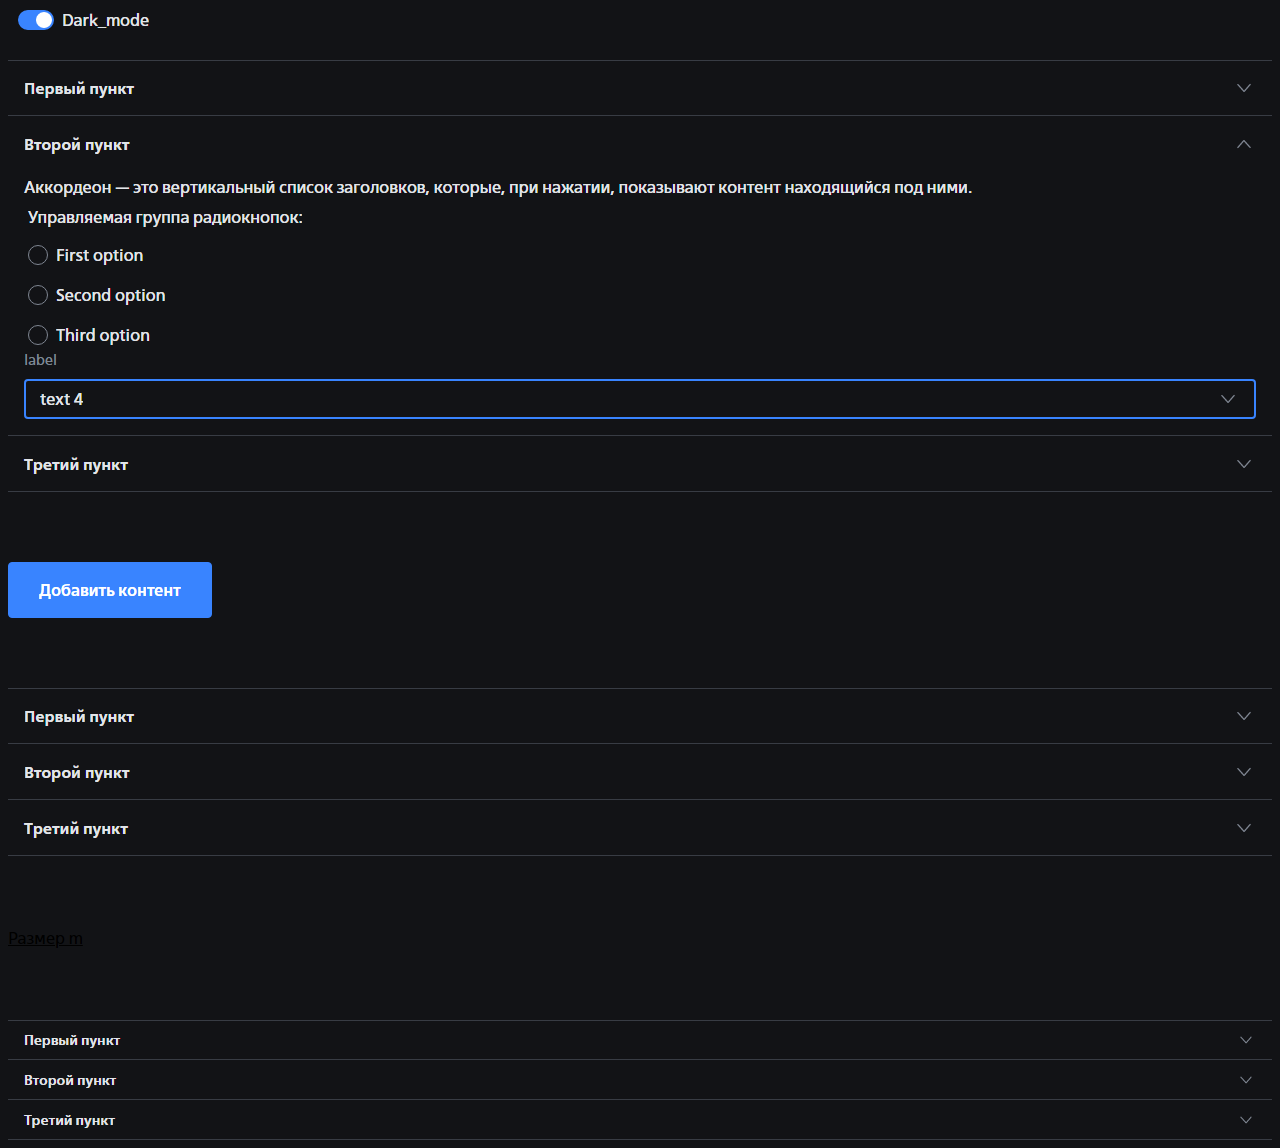 Dark_mode
Первый пункт
Второй пункт
Аккордеон — это вертикальный список заголовков, которые, при нажатии, показывают контент находящийся под ними.
Управляемая группа радиокнопок:
First option
Second option
Third option
label
text 4
Третий пункт
Добавить контент
Первый пункт
Второй пункт
Третий пункт
Размер m
Первый пункт
Второй пункт
Третий пункт